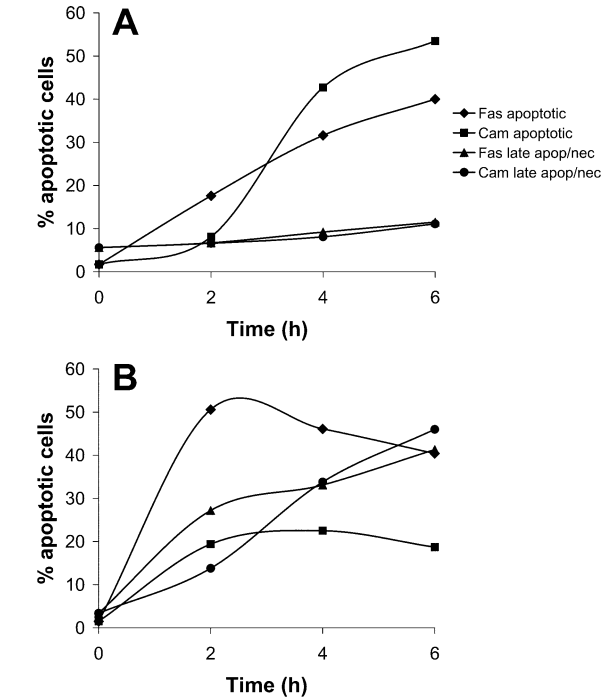 A
60
50
40
30
20
10
0
% apoptotic cells
0 2 4 6
Time (h)
Fas apoptotic
Cam apoptotic
Fas late apop/nec
Cam late apop/nec
B
60
50
40
30
20
10
0
% apoptotic cells
0 2 4 6
Time (h)